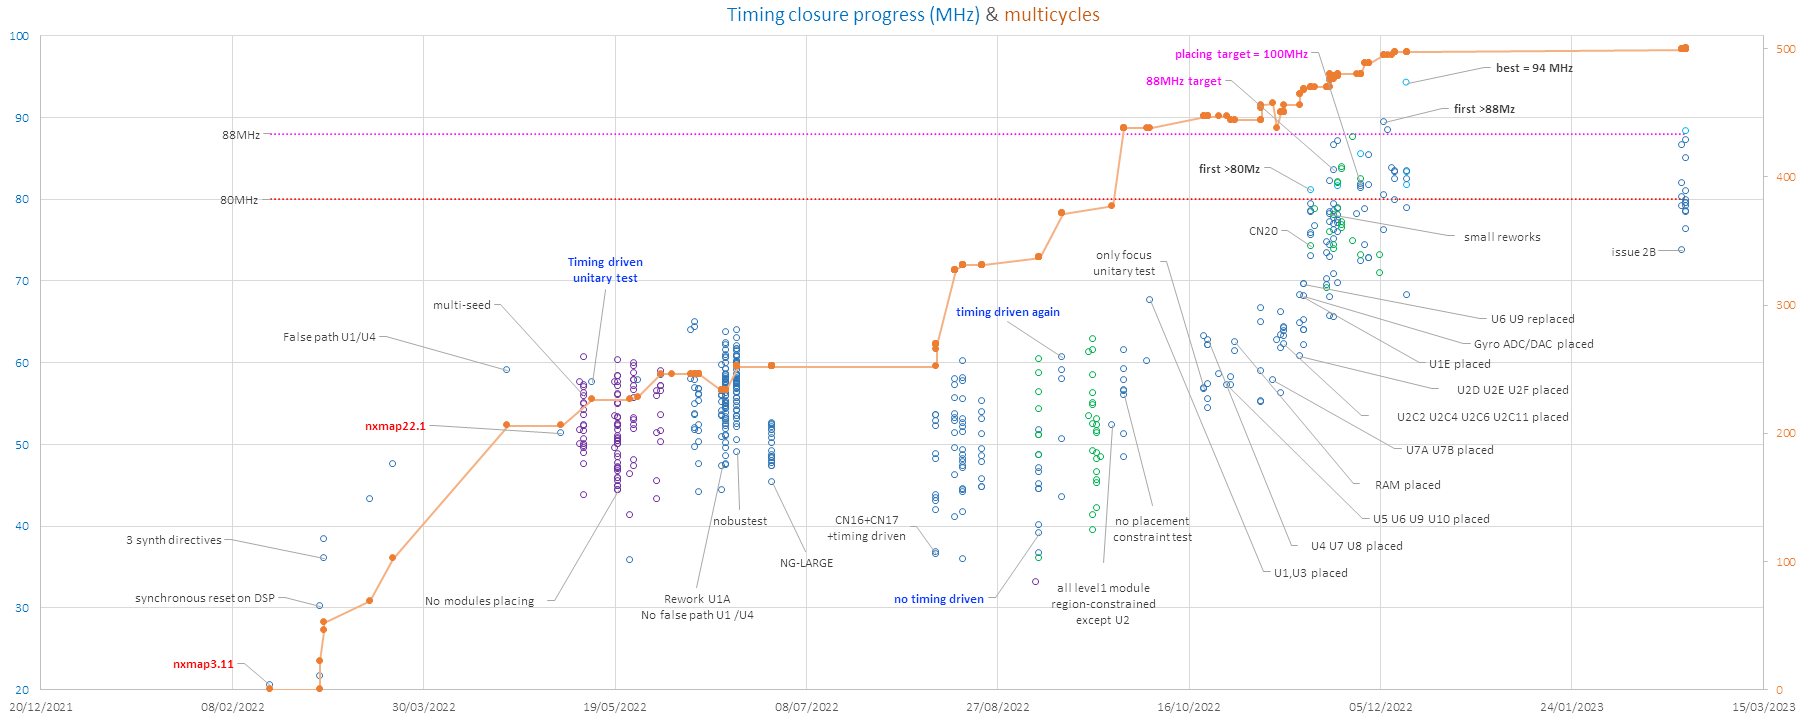 Timing closure progress (MHz) & multicycles
100
90
80
70
60
50
40
30
20
500
400
300
200
100
0
20/12/2021
08/02/2022
30/03/2022
19/05/2022
08/07/2022
27/08/2022
16/10/2022
05/12/2022
24/01/2023
15/03/2023
88MHz
80MHz
placing target = 100MHz
88MHz target
best = 94 MHz
first >88Mz
first >80Mz
CN20
small reworks
issue 2B
Timing driven
unitary test
multi-seed
False path U1/U4
nxmap22.1
3 synth directives
synchronous reset on DSP
nxmap3.11
No modules placing
Rework U1A
No false path U1 /U4
nobustest
NG-LARGE
CN16+CN17
+timing driven
no timing driven
timing driven again
only focus
unitary test
all level1 module
region-constrained
except U2
no placement
constraint test
U6 U9 replaced
Gyro ADC/DAC placed
U1E placed
U2D U2E U2F placed
U2C2 U2C4 U2C6 U2C11 placed
U7A U7B placed
RAM placed
U5 U6 U9 U10 placed
U4 U7 U8 placed
U1,U3 placed